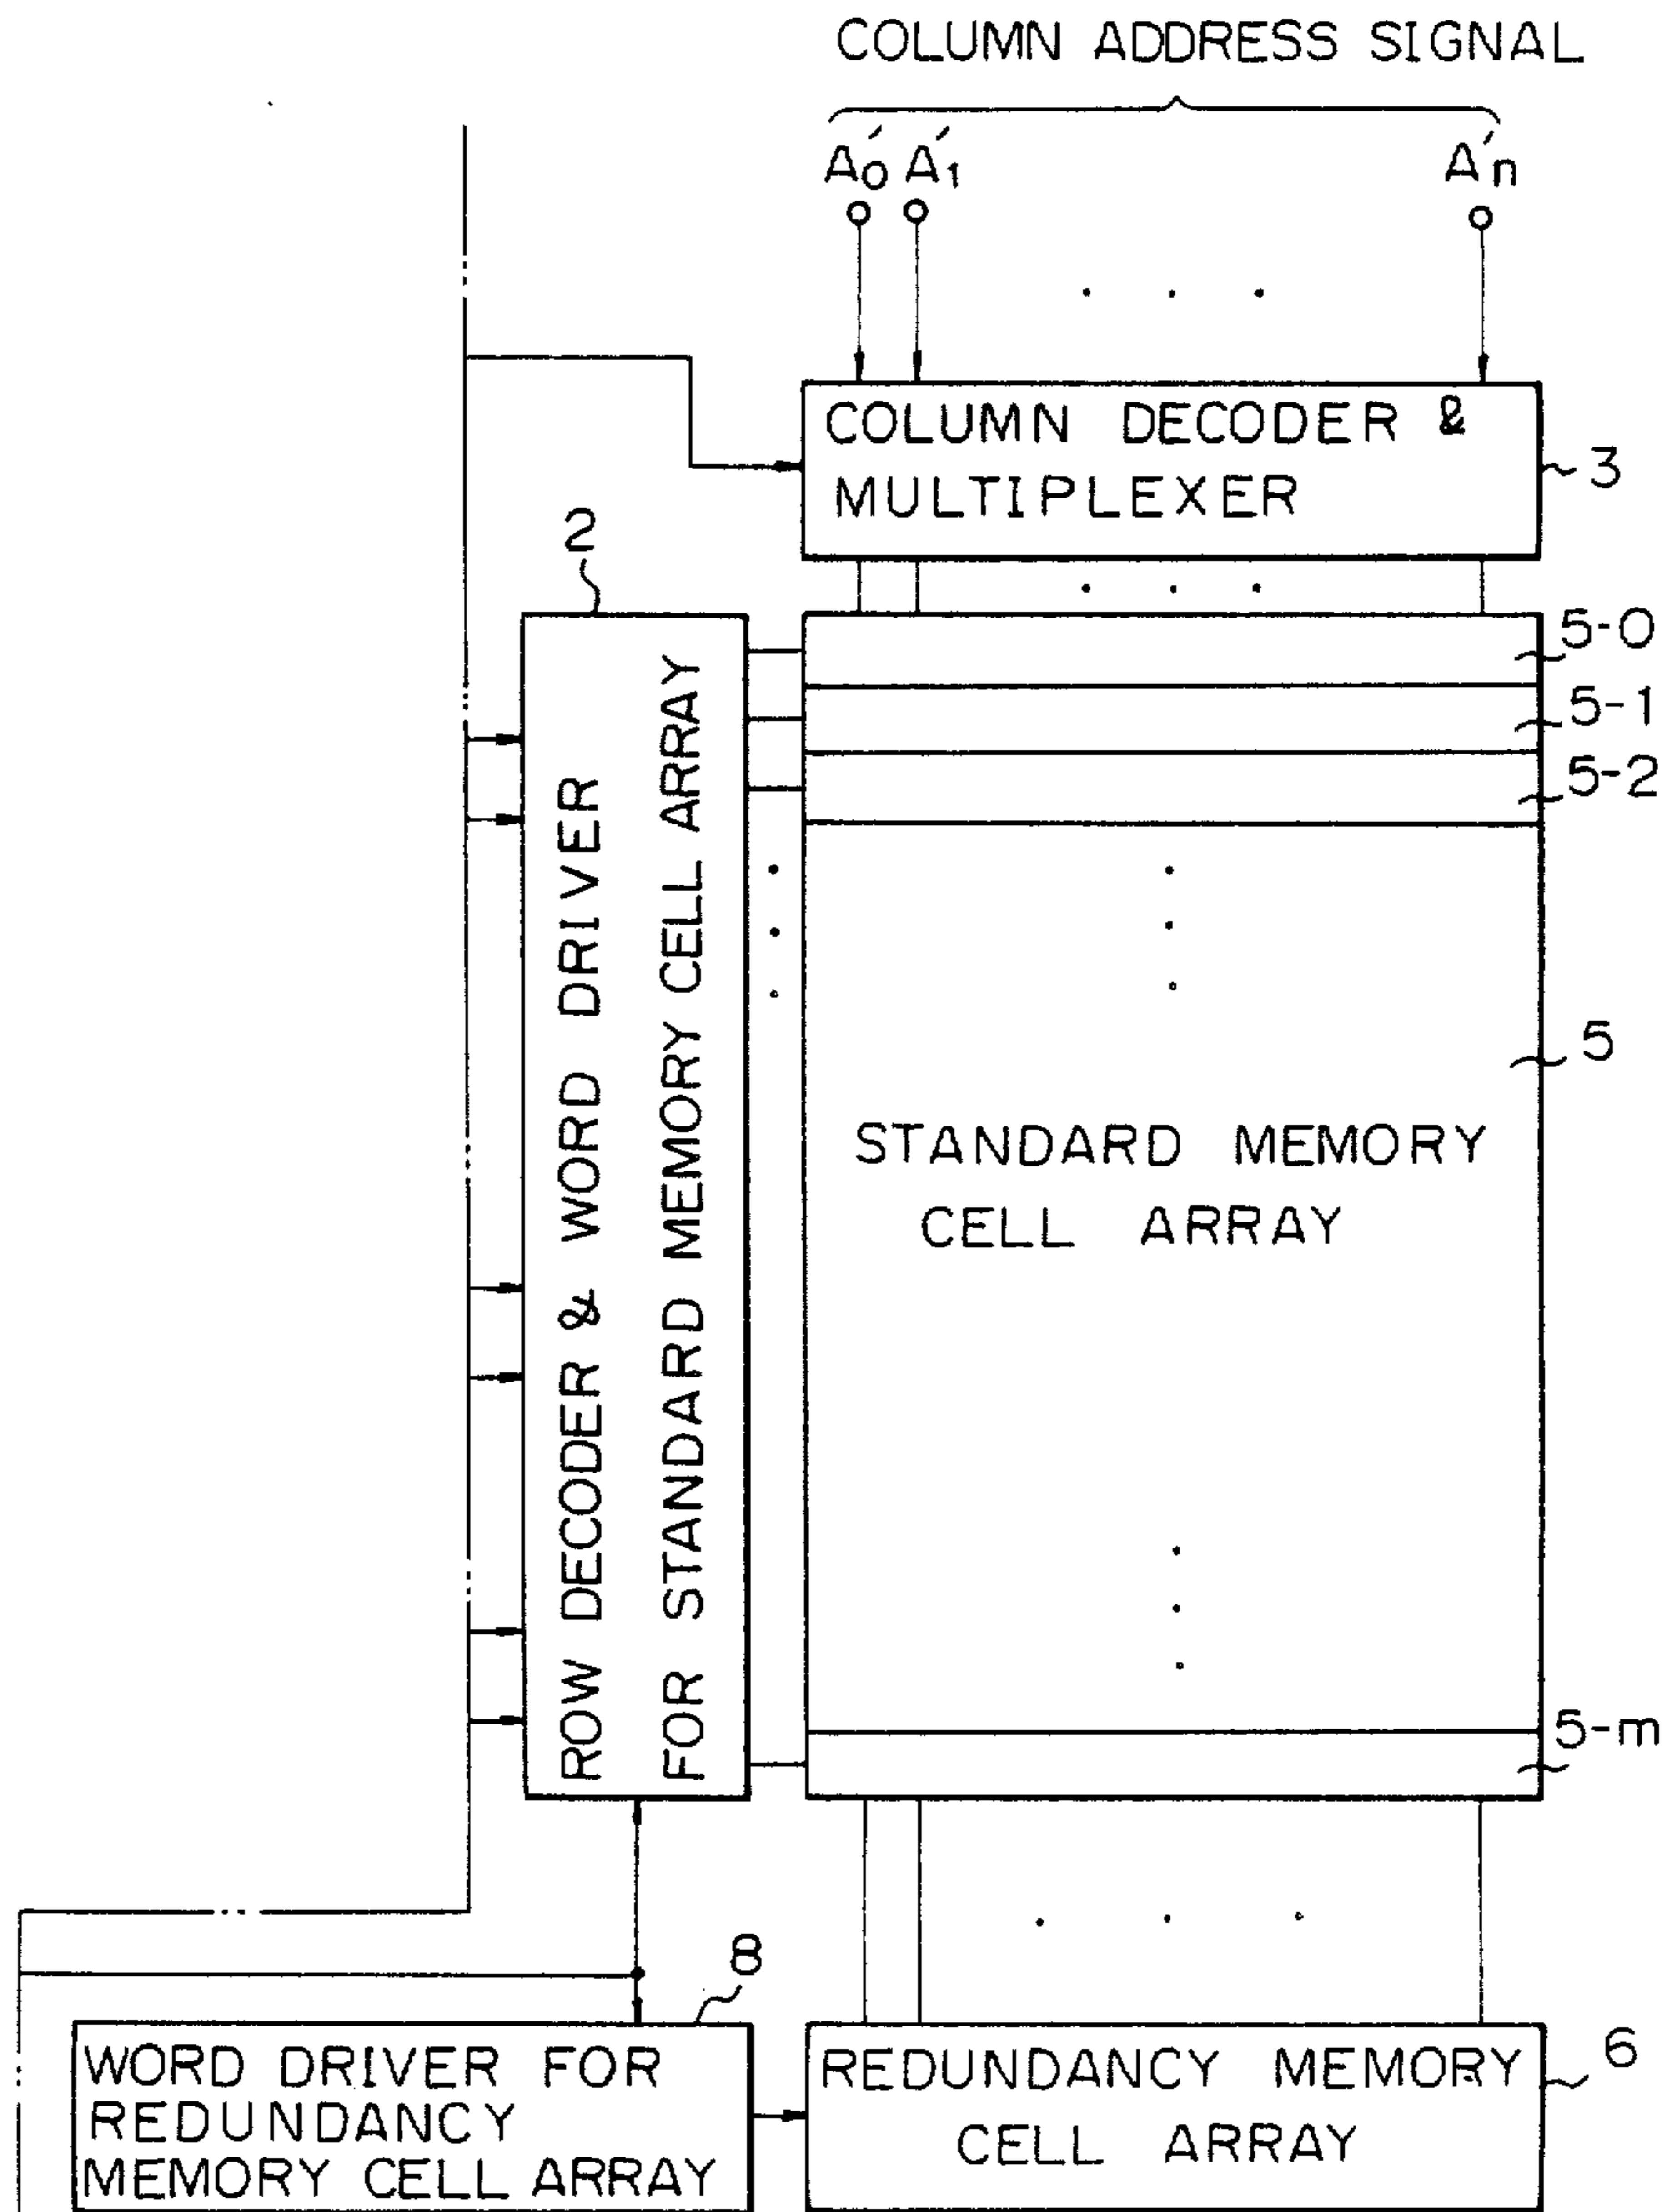 COLUMN ADDRESS SIGNAL
A'0 A'1 A'n
COLUMN DECODER &
MULTIPLEXER
3
2
5-0
5-1
5-2
ROW DECODER & WORD DRIVER
FOR STANDARD MEMORY CELL ARRAY
5
STANDARD MEMORY
CELL ARRAY
5-m
8
WORD DRIVER FOR
REDUNDANCY
MEMORY CELL ARRAY
REDUNDANCY MEMORY
CELL ARRAY
6